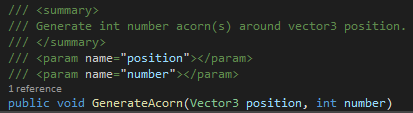 /// <summary>
/// Generate int number acorn(s) around vector3 position.
/// </summary>
/// <param name="position"></param>
/// <param name="number"></param>
1 reference
public void GenerateAcorn(Vector3 position, int number)